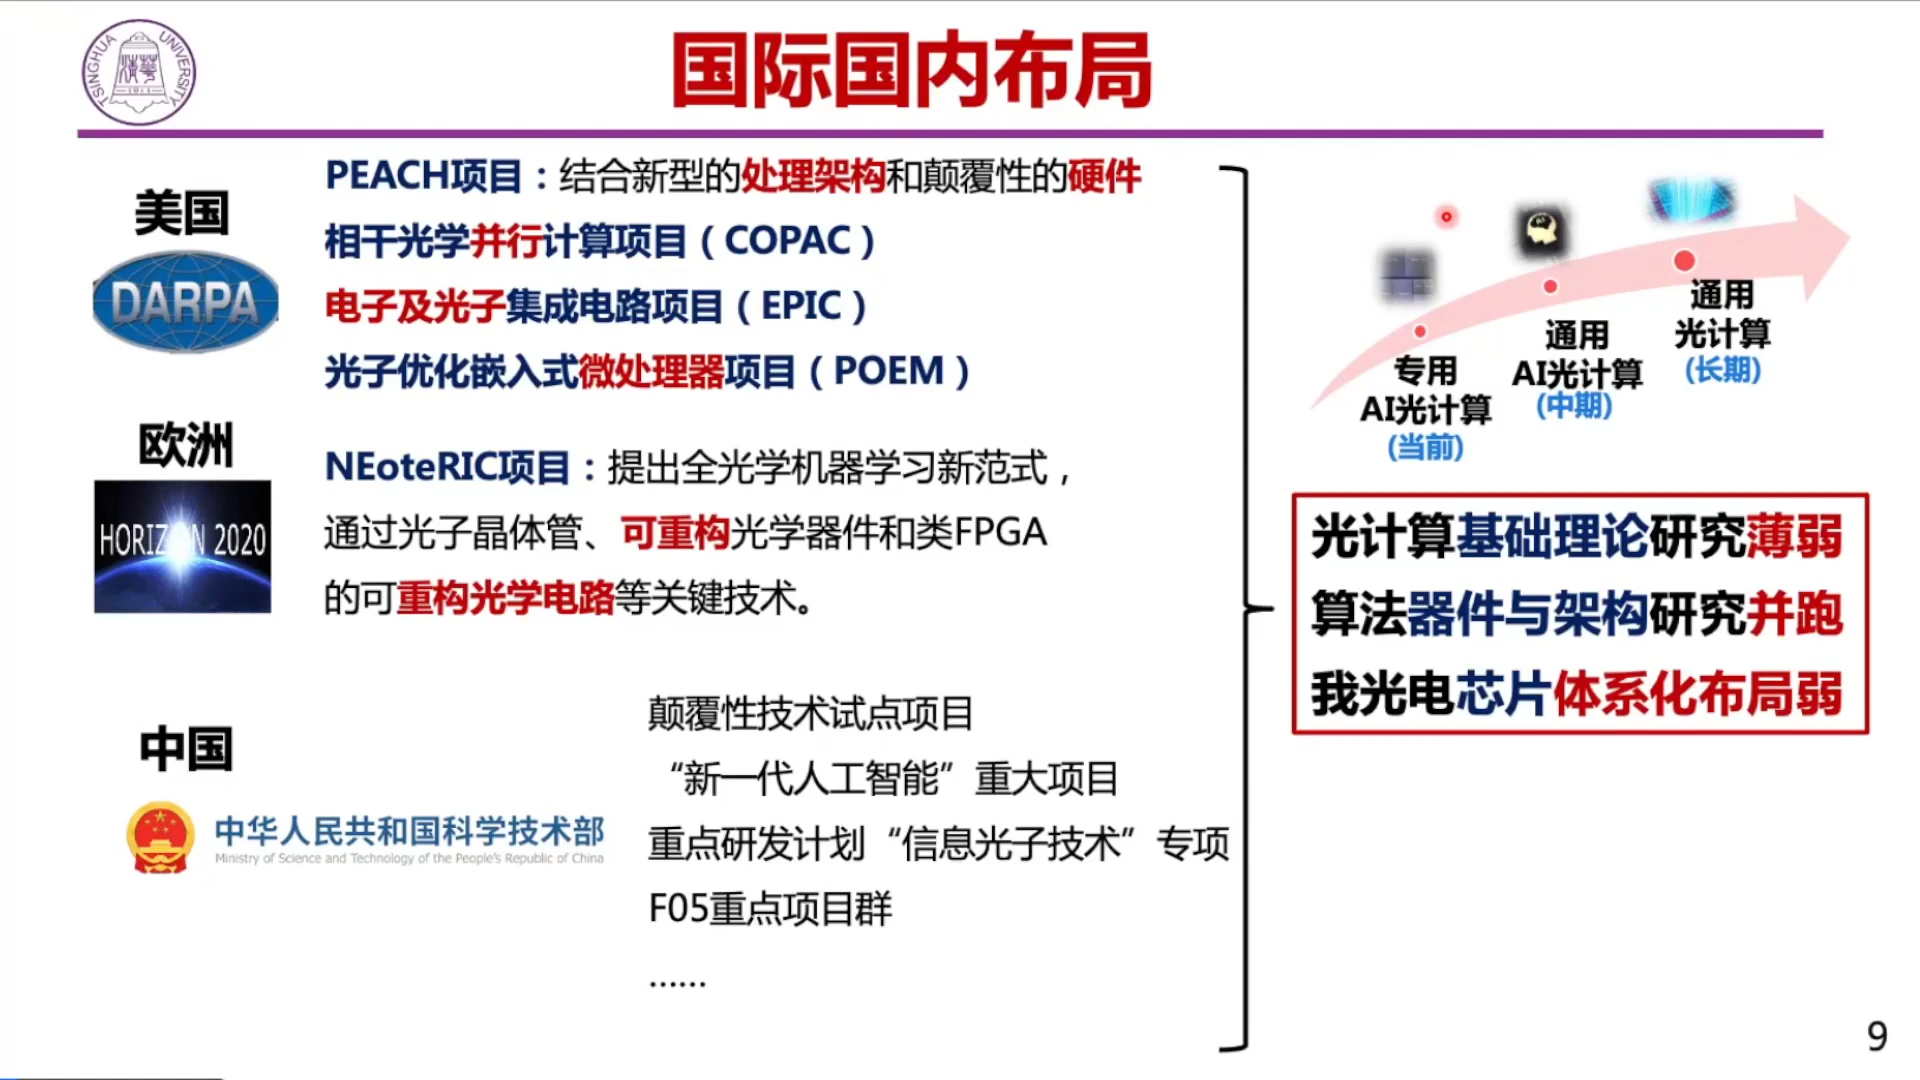 TSINGHUA UNIVERSITY
1911
国际国内布局
美国
DARPA
PEACH项目：结合新型的处理架构和颠覆性的硬件
相干光学并行计算项目（COPAC）
电子及光子集成电路项目（EPIC）
光子优化嵌入式微处理器项目（POEM）
欧洲
HORIZON 2020
NEoteRIC项目：提出全光学机器学习新范式，
通过光子晶体管、可重构光学器件和类FPGA
的可重构光学电路等关键技术。
中国
中华人民共和国科学技术部
Ministry of Science and Technology of the People's Republic of China
颠覆性技术试点项目
“新一代人工智能”重大项目
重点研发计划“信息光子技术”专项
F05重点项目群
……
专用
AI光计算
(当前)
通用
AI光计算
(中期)
通用
光计算
(长期)
光计算基础理论研究薄弱
算法器件与架构研究并跑
我光电芯片体系化布局弱
9